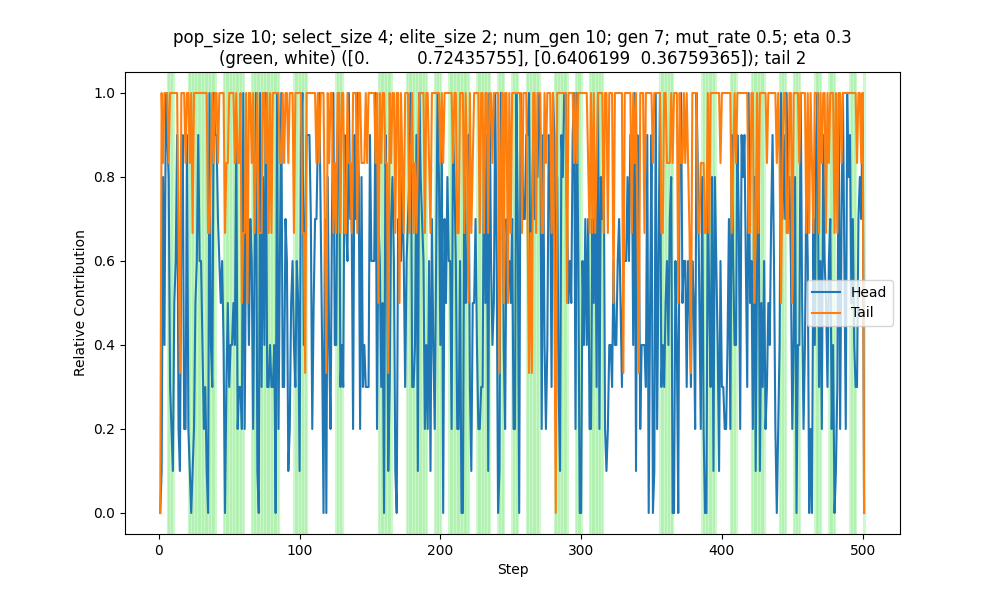 pop_size 10; select_size 4; elite_size 2; num_gen 10; gen 7; mut_rate 0.5; eta 0.3
(green, white) ([0. 0.72435755], [0.6406199 0.36759365]); tail 2
Relative Contribution
1.0
0.8
0.6
0.4
0.2
0.0
Head
Tail
0 100 200 300 400 500
Step